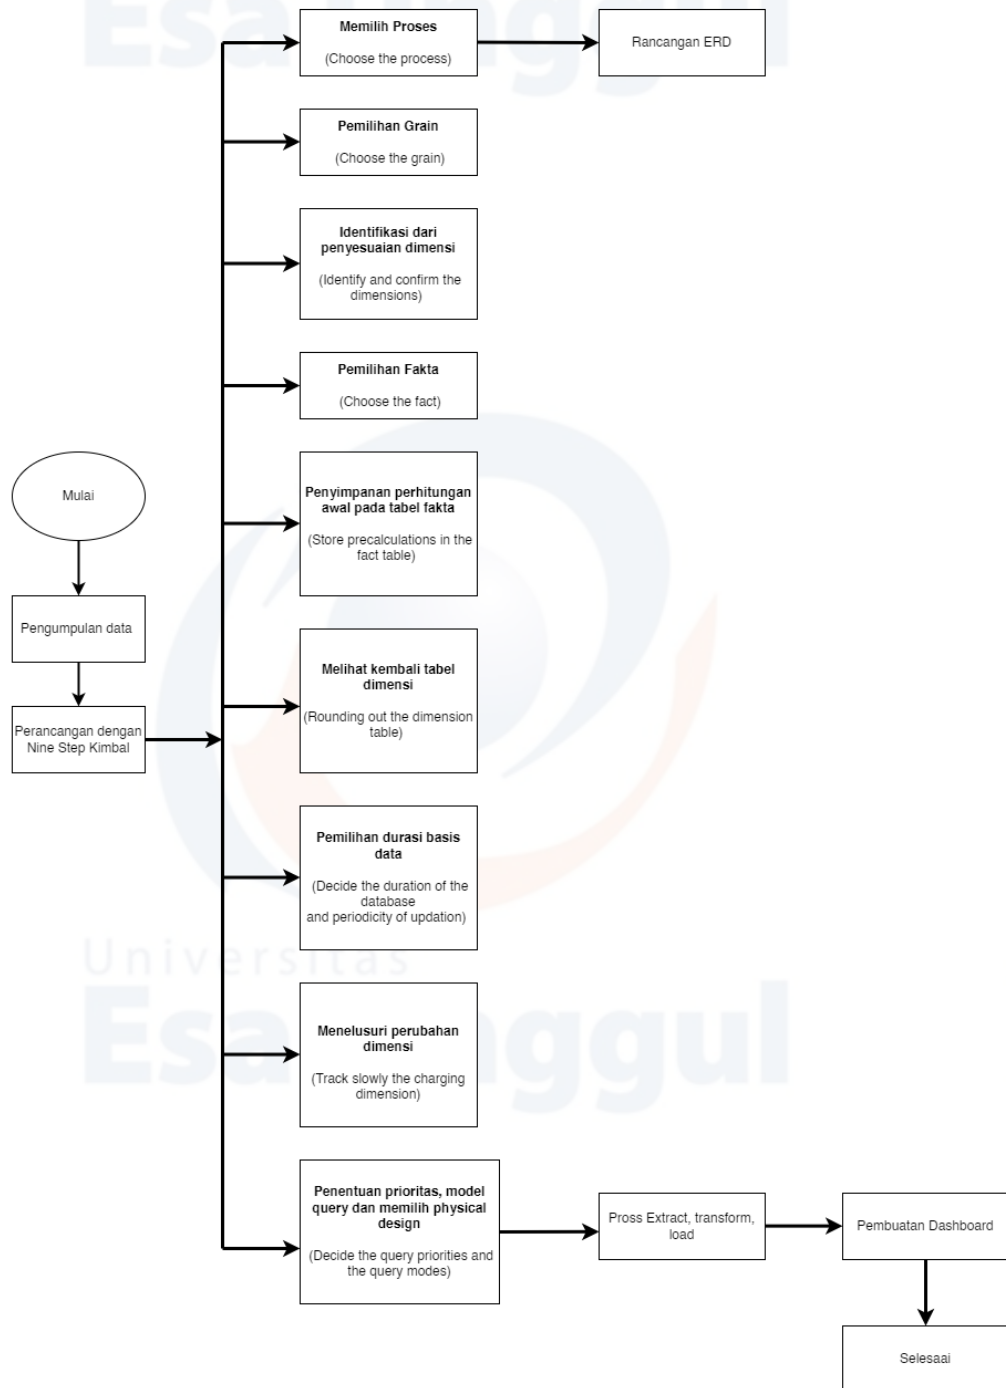 Esa Unggul
Memilih Proses
(Choose the process)
Rancangan ERD
Pemilihan Grain
(Choose the grain)
Identifikasi dari
penyesuaian dimensi
(Identify and confirm the
dimensions)
Pemilihan Fakta
(Choose the fact)
Mulai
Pengumpulan data
Perancangan dengan
Nine Step Kimbal
Penyimpanan perhitungan
awal pada tabel fakta
(Store precalculations in the
fact table)
Melihat kembali tabel
dimensi
(Rounding out the dimension
table)
Pemilihan durasi basis
data
(Decide the duration of the
database
and periodicity of updation)
Universitas
Esa Unggul
Menelusuri perubahan
dimensi
(Track slowly the charging
dimension)
Penentuan prioritas, model
query dan memilih physical
design
(Decide the query priorities and
the query modes)
Pross Extract, transform,
load
Pembuatan Dashboard
Selesaai